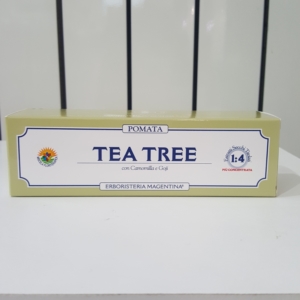 POMATA
TEA TREE
con Camomilla e Goji
1:4
ERBORISTERIA MAGENTINA®